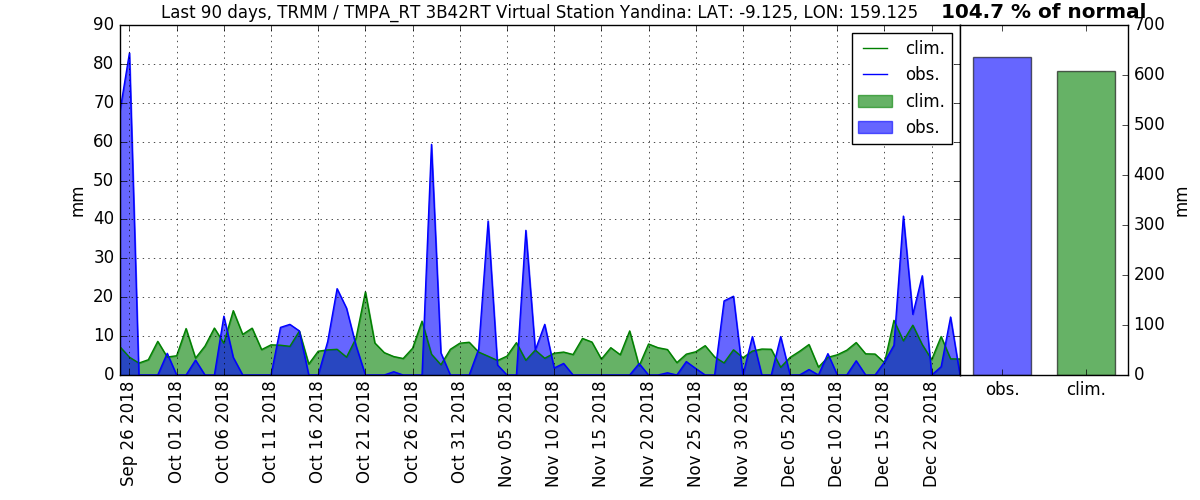 Last 90 days, TRMM / TMPA_RT 3B42RT Virtual Station Yandina: LAT: -9.125, LON: 159.125
104.7 % of normal
90
80
70
60
50
40
30
20
10
0
mm
clim.
obs.
clim.
obs.
700
600
500
400
300
200
100
0
mm
obs.
clim.
Sep 26 2018
Oct 01 2018
Oct 06 2018
Oct 11 2018
Oct 16 2018
Oct 21 2018
Oct 26 2018
Oct 31 2018
Nov 05 2018
Nov 10 2018
Nov 15 2018
Nov 20 2018
Nov 25 2018
Nov 30 2018
Dec 05 2018
Dec 10 2018
Dec 15 2018
Dec 20 2018